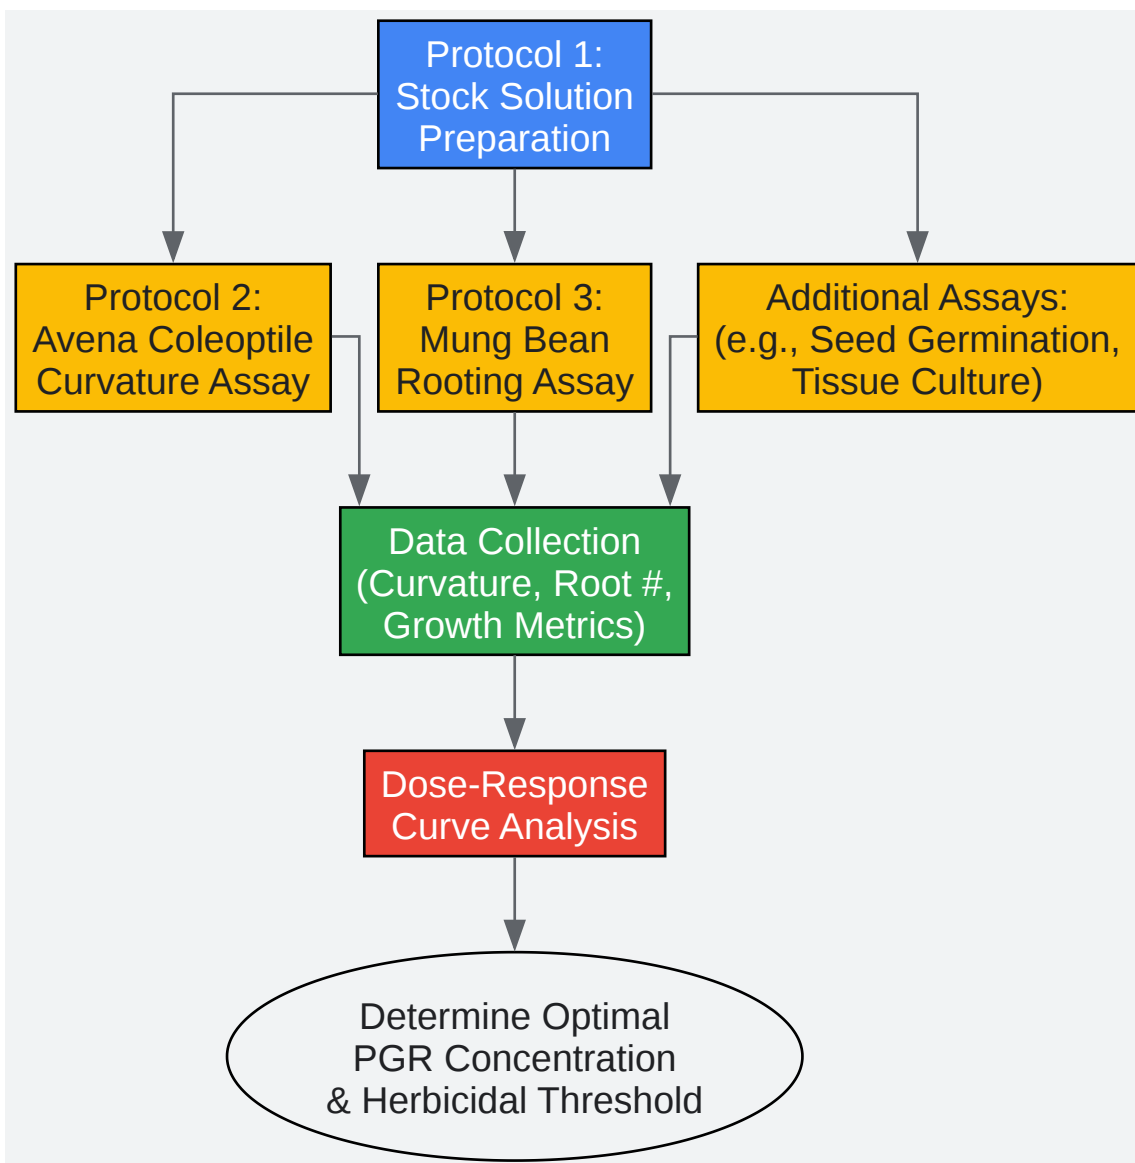 Protocol 1:
Stock Solution
Preparation
Protocol 2:
Avena Coleoptile
Curvature Assay
Protocol 3:
Mung Bean
Rooting Assay
Additional Assays:
(e.g., Seed Germination,
Tissue Culture)
Data Collection
(Curvature, Root #,
Growth Metrics)
Dose-Response
Curve Analysis
Determine Optimal
PGR Concentration
& Herbicidal Threshold